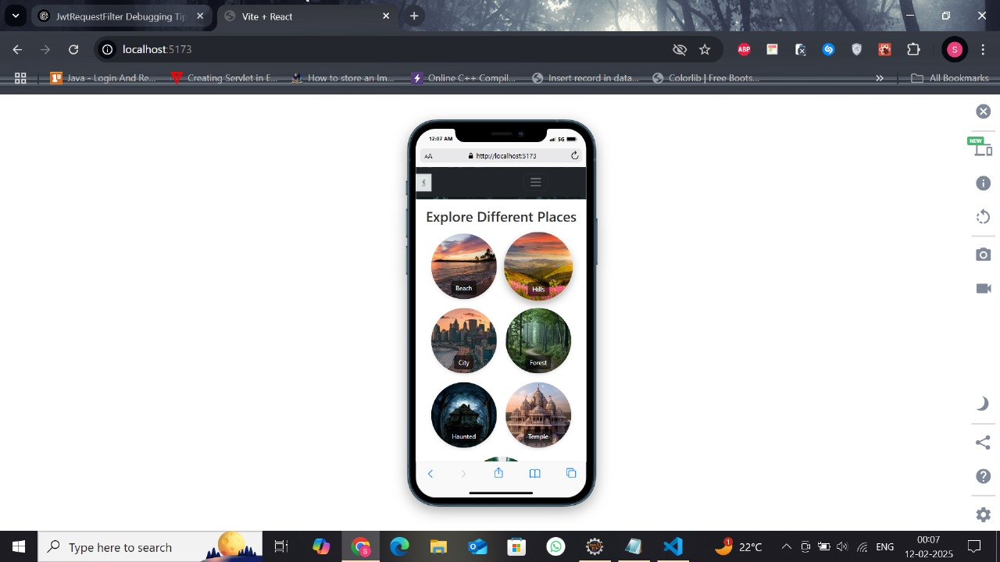 JwtRequestFilter Debugging Tip
Vite + React
localhost:5173
ABP
S
Java - Login And Re...
Creating Servlet in E...
How to store an Im...
Online C++ Compil...
Insert record in data...
Colorlib | Free Boots...
All Bookmarks
NEW
12:07 AM
5G
AA
http://localhost:5173
Explore Different Places
Beach
Hills
City
Forest
Haunted
Temple
Type here to search
1
22°C
ENG
00:07
12-02-2025